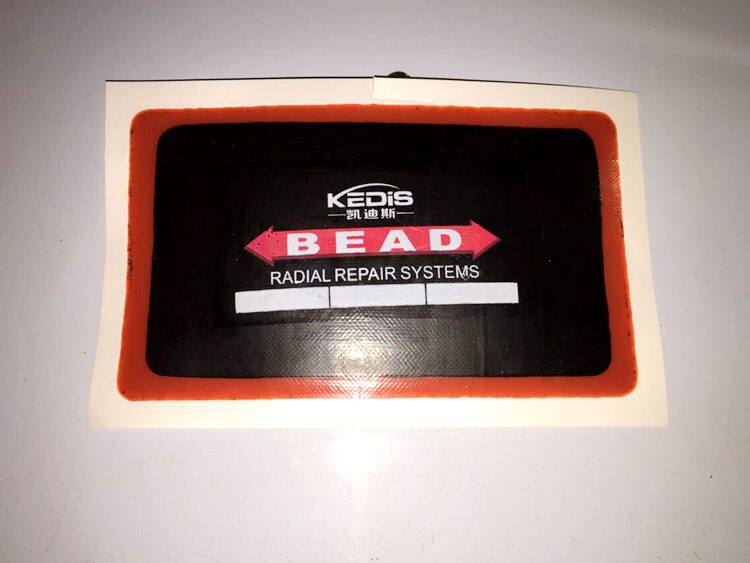 KEDiS
凯迪斯
BEAD
RADIAL REPAIR SYSTEMS